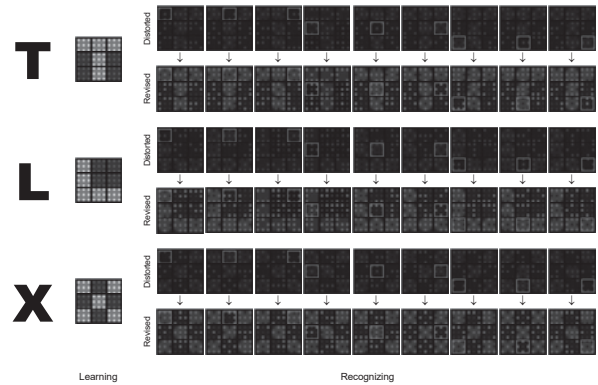 T
Distorted
Revised
L
Distorted
Revised
X
Distorted
Revised
Learning
Recognizing